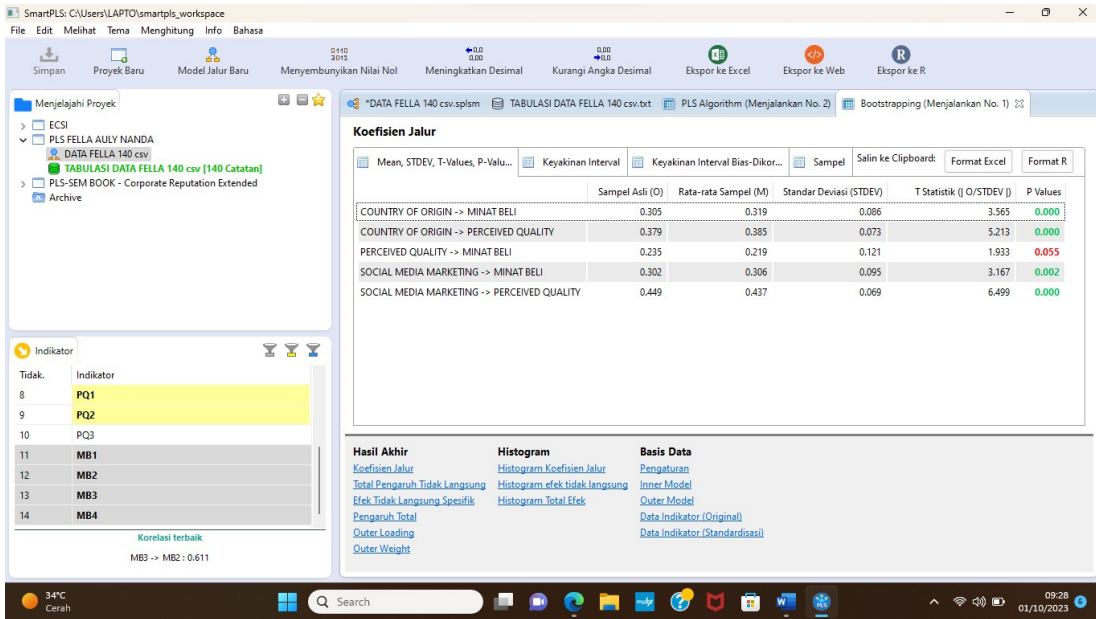 SmartPLS: C:\Users\LAPTO\smartpls_workspace
File Edit Melihat Tema Menghitung Info Bahasa
Simpan Proyek Baru Model Jalur Baru Menyembunyikan Nilai Nol Meningkatkan Desimal Kurangi Angka Desimal Ekspor ke Excel Ekspor ke Web Ekspor ke R
Menjelajahi Proyek
ECSI
PLS FELLA AULY NANDA
DATA FELLA 140 csv
TABULASI DATA FELLA 140 csv [140 Catatan]
PLS-SEM BOOK - Corporate Reputation Extended
Archive
Indikator
Tidak. Indikator
8 PQ1
9 PQ2
10 PQ3
11 MB1
12 MB2
13 MB3
14 MB4
Korelasi terbaik
MB3 -> MB2 : 0.611
*DATA FELLA 140 csv.splsm TABULASI DATA FELLA 140 csv.txt PLS Algorithm (Menjalankan No. 2) Bootstrapping (Menjalankan No. 1)
Koefisien Jalur
Mean, STDEV, T-Values, P-Valu... Keyakinan Interval Keyakinan Interval Bias-Dikor... Sampel Salin ke Clipboard: Format Excel Format R
Sampel Asli (O) Rata-rata Sampel (M) Standar Deviasi (STDEV) T Statistik (| O/STDEV |) P Values
COUNTRY OF ORIGIN -> MINAT BELI 0.305 0.319 0.086 3.565 0.000
COUNTRY OF ORIGIN -> PERCEIVED QUALITY 0.379 0.385 0.073 5.213 0.000
PERCEIVED QUALITY -> MINAT BELI 0.235 0.219 0.121 1.933 0.055
SOCIAL MEDIA MARKETING -> MINAT BELI 0.302 0.306 0.095 3.167 0.002
SOCIAL MEDIA MARKETING -> PERCEIVED QUALITY 0.449 0.437 0.069 6.499 0.000
Hasil Akhir Histogram Basis Data
Koefisien Jalur Histogram Koefisien Jalur Pengaturan
Total Pengaruh Tidak Langsung Histogram efek tidak langsung Inner Model
Efek Tidak Langsung Spesifik Histogram Total Efek Outer Model
Pengaruh Total Data Indikator (Original)
Outer Loading Data Indikator (Standardisasi)
Outer Weight
34°C
Cerah
Search
09:28
01/10/2023
6